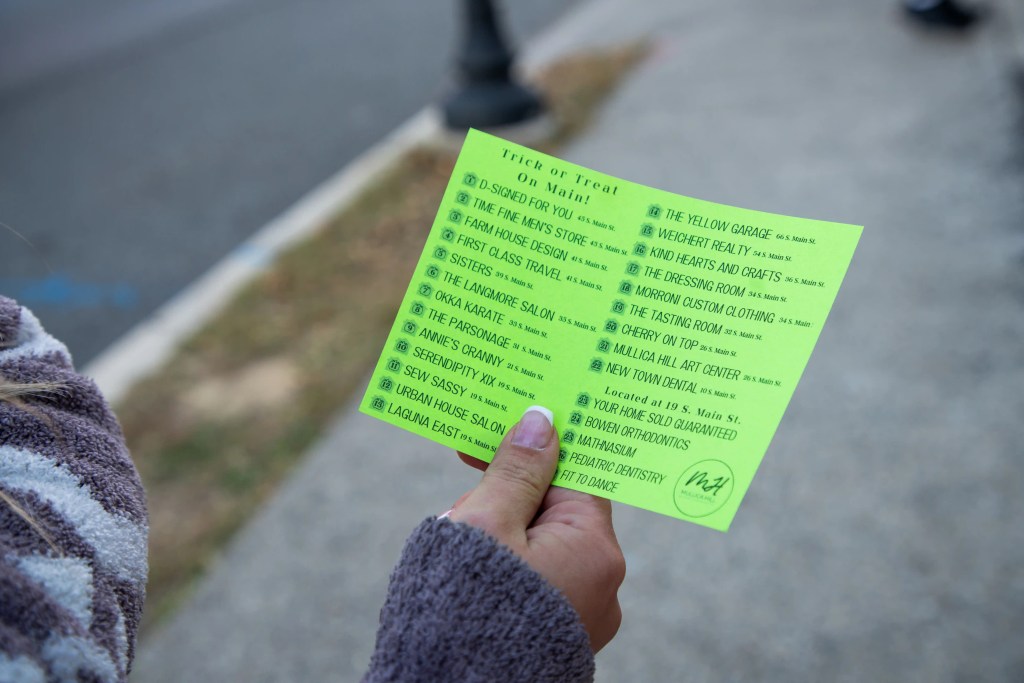 Trick or Treat
On Main!
1 D-SIGNED FOR YOU 43 S. Main St.
2 TIME FINE MEN'S STORE 43 S. Main St.
3 FARM HOUSE DESIGN 41 S. Main St.
4 FIRST CLASS TRAVEL 41 S. Main St.
5 SISTERS 39 S. Main St.
6 THE LANGMORE SALON 35 S. Main St.
7 OKKA KARATE 33 S. Main St.
8 THE PARSONAGE 31 S. Main St.
9 ANNIE'S CRANNY 21 S. Main St.
10 SERENDIPITY XIX 19 S. Main St.
11 SEW SASSY 19 S. Main St.
12 URBAN HOUSE SALON
13 LAGUNA EAST 19 S. Main St.
14 THE YELLOW GARAGE 66 S. Main St.
15 WEICHERT REALTY 54 S. Main St.
16 KIND HEARTS AND CRAFTS 36 S. Main St.
17 THE DRESSING ROOM 34 S. Main St.
18 MORRONI CUSTOM CLOTHING 34 S. Main
19 THE TASTING ROOM 32 S. Main St.
20 CHERRY ON TOP 26 S. Main St.
21 MULLICA HILL ART CENTER 26 S. Main St.
22 NEW TOWN DENTAL 10 S. Main St.
Located at 19 S. Main St.
23 YOUR HOME SOLD GUARANTEED
24 BOWEN ORTHODONTICS
25 MATHNASIUM
26 PEDIATRIC DENTISTRY
FIT TO DANCE
MH
MULLICA HILL